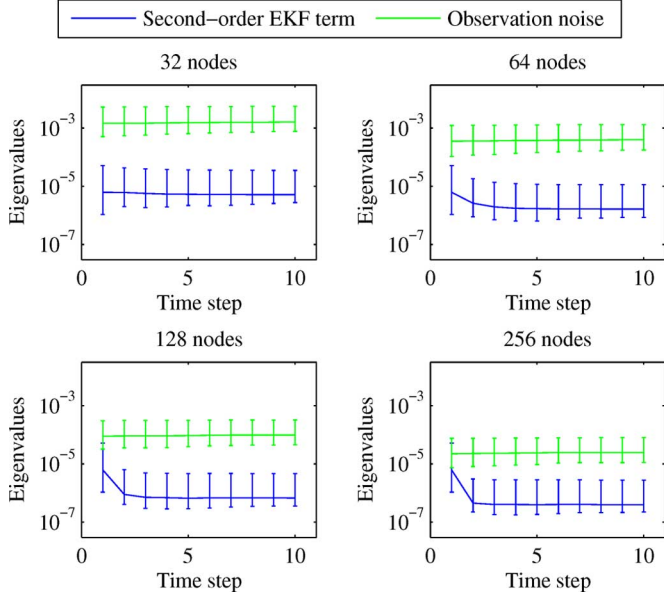 Second−order EKF term Observation noise
32 nodes
Eigenvalues
10⁻³
10⁻⁵
10⁻⁷
0 5 10
Time step
64 nodes
Eigenvalues
10⁻³
10⁻⁵
10⁻⁷
0 5 10
Time step
128 nodes
Eigenvalues
10⁻³
10⁻⁵
10⁻⁷
0 5 10
Time step
256 nodes
Eigenvalues
10⁻³
10⁻⁵
10⁻⁷
0 5 10
Time step